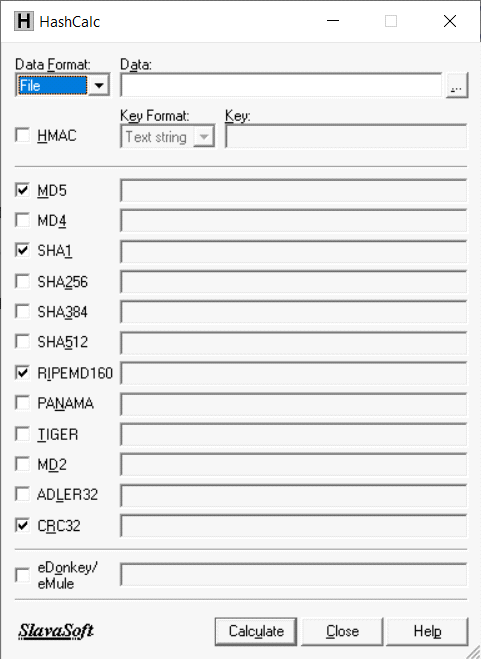 H HashCalc
Data Format: Data:
File ...
Key Format: Key:
HMAC Text string
MD5
MD4
SHA1
SHA256
SHA384
SHA512
RIPEMD160
PANAMA
TIGER
MD2
ADLER32
CRC32
eDonkey/
eMule
SlavaSoft Calculate Close Help